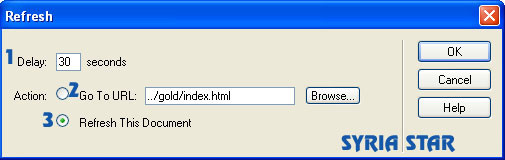 Refresh
1 Delay: 30 seconds
OK
Cancel
Action: 2 Go To URL: ../gold/index.html Browse...
Help
3 Refresh This Document
SYRIA STAR